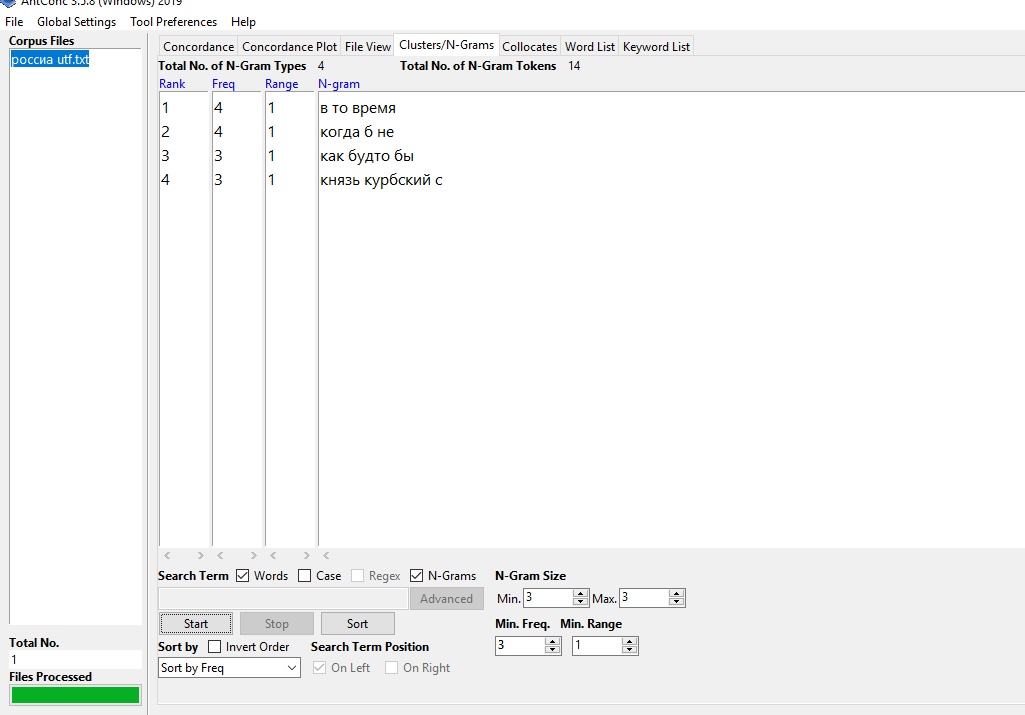 AntConc 3.5.8 (Windows) 2019
File Global Settings Tool Preferences Help
Corpus Files
россиа utf.txt
Concordance Concordance Plot File View Clusters/N-Grams Collocates Word List Keyword List
Total No. of N-Gram Types 4 Total No. of N-Gram Tokens 14
Rank Freq Range N-gram
1 4 1 в то время
2 4 1 когда б не
3 3 1 как будто бы
4 3 1 князь курбский с
Search Term Words Case Regex N-Grams N-Gram Size
Advanced Min. 3 Max. 3
Start Stop Sort Min. Freq. Min. Range
Total No. Sort by Invert Order Search Term Position 3 1
1
Sort by Freq On Left On Right
Files Processed